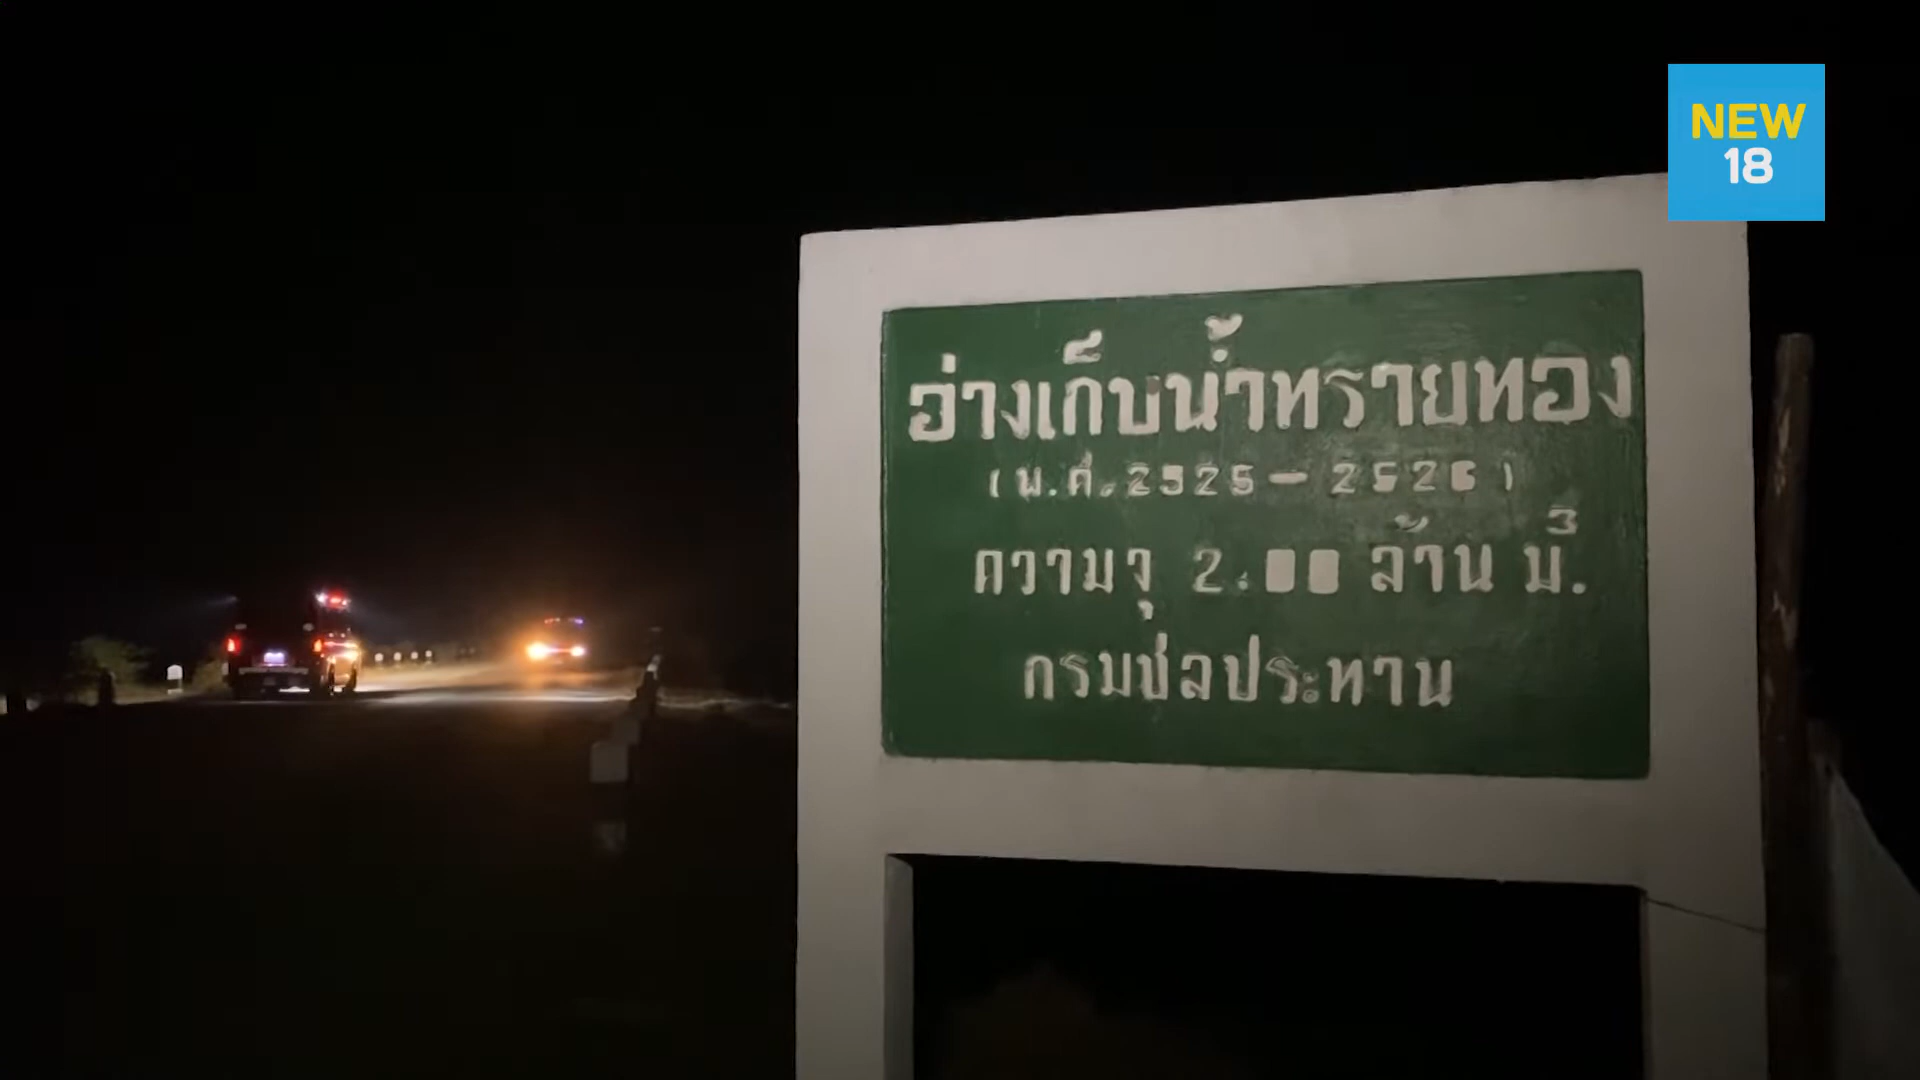 NEW
18
อ่างเก็บน้ำทรายทอง
(พ.ศ.2525-2526)
ความจุ 2.00 ล้าน ม.³
กรมชลประทาน